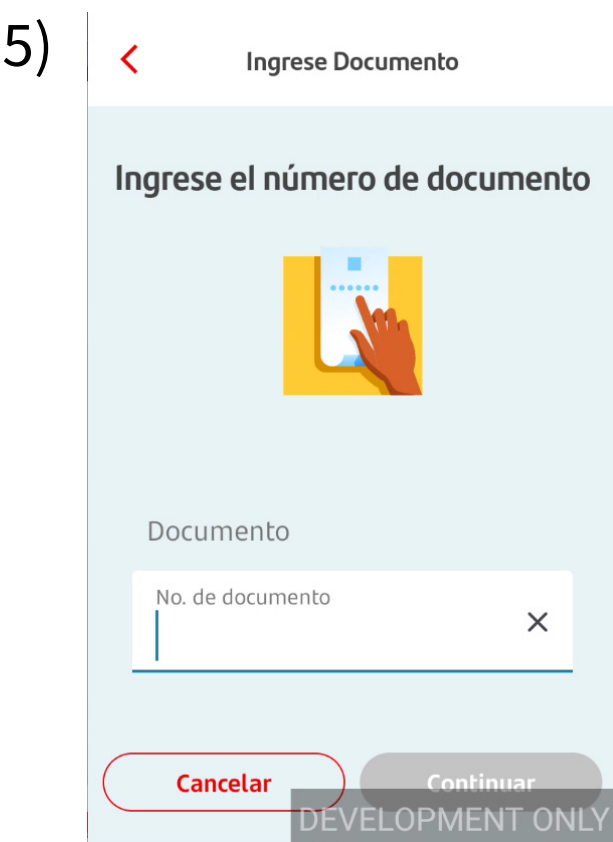 5)
Ingrese Documento
Ingrese el número de documento
Documento
No. de documento
Cancelar
Continuar
DEVELOPMENT ONLY